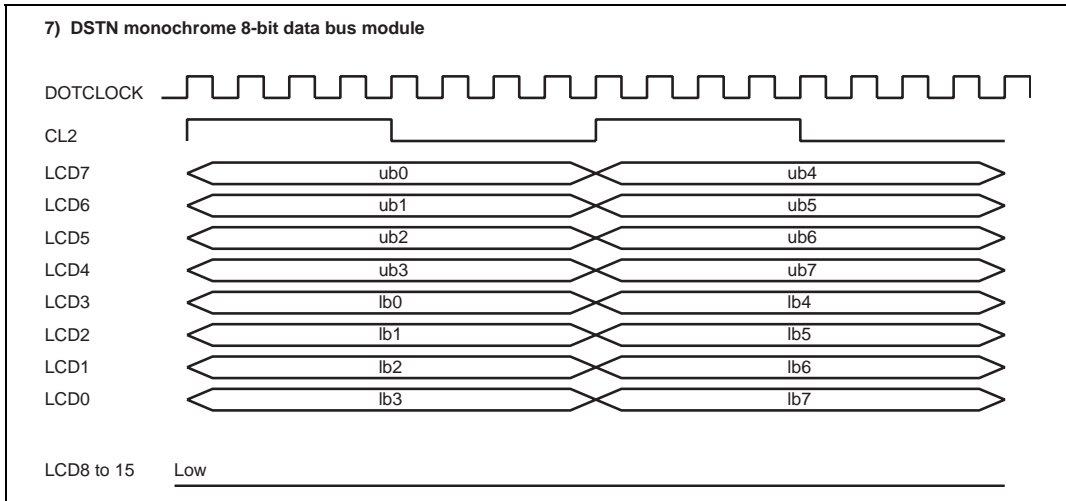 7) DSTN monochrome 8-bit data bus module
DOTCLOCK
CL2
LCD7 ub0 ub4
LCD6 ub1 ub5
LCD5 ub2 ub6
LCD4 ub3 ub7
LCD3 lb0 lb4
LCD2 lb1 lb5
LCD1 lb2 lb6
LCD0 lb3 lb7
LCD8 to 15 Low